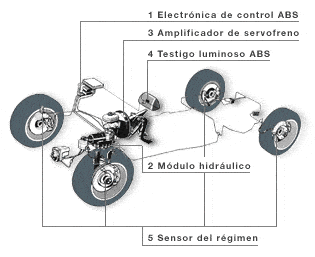 1 Electrónica de control ABS
3 Amplificador de servofreno
4 Testigo luminoso ABS
2 Módulo hidráulico
5 Sensor del régimen